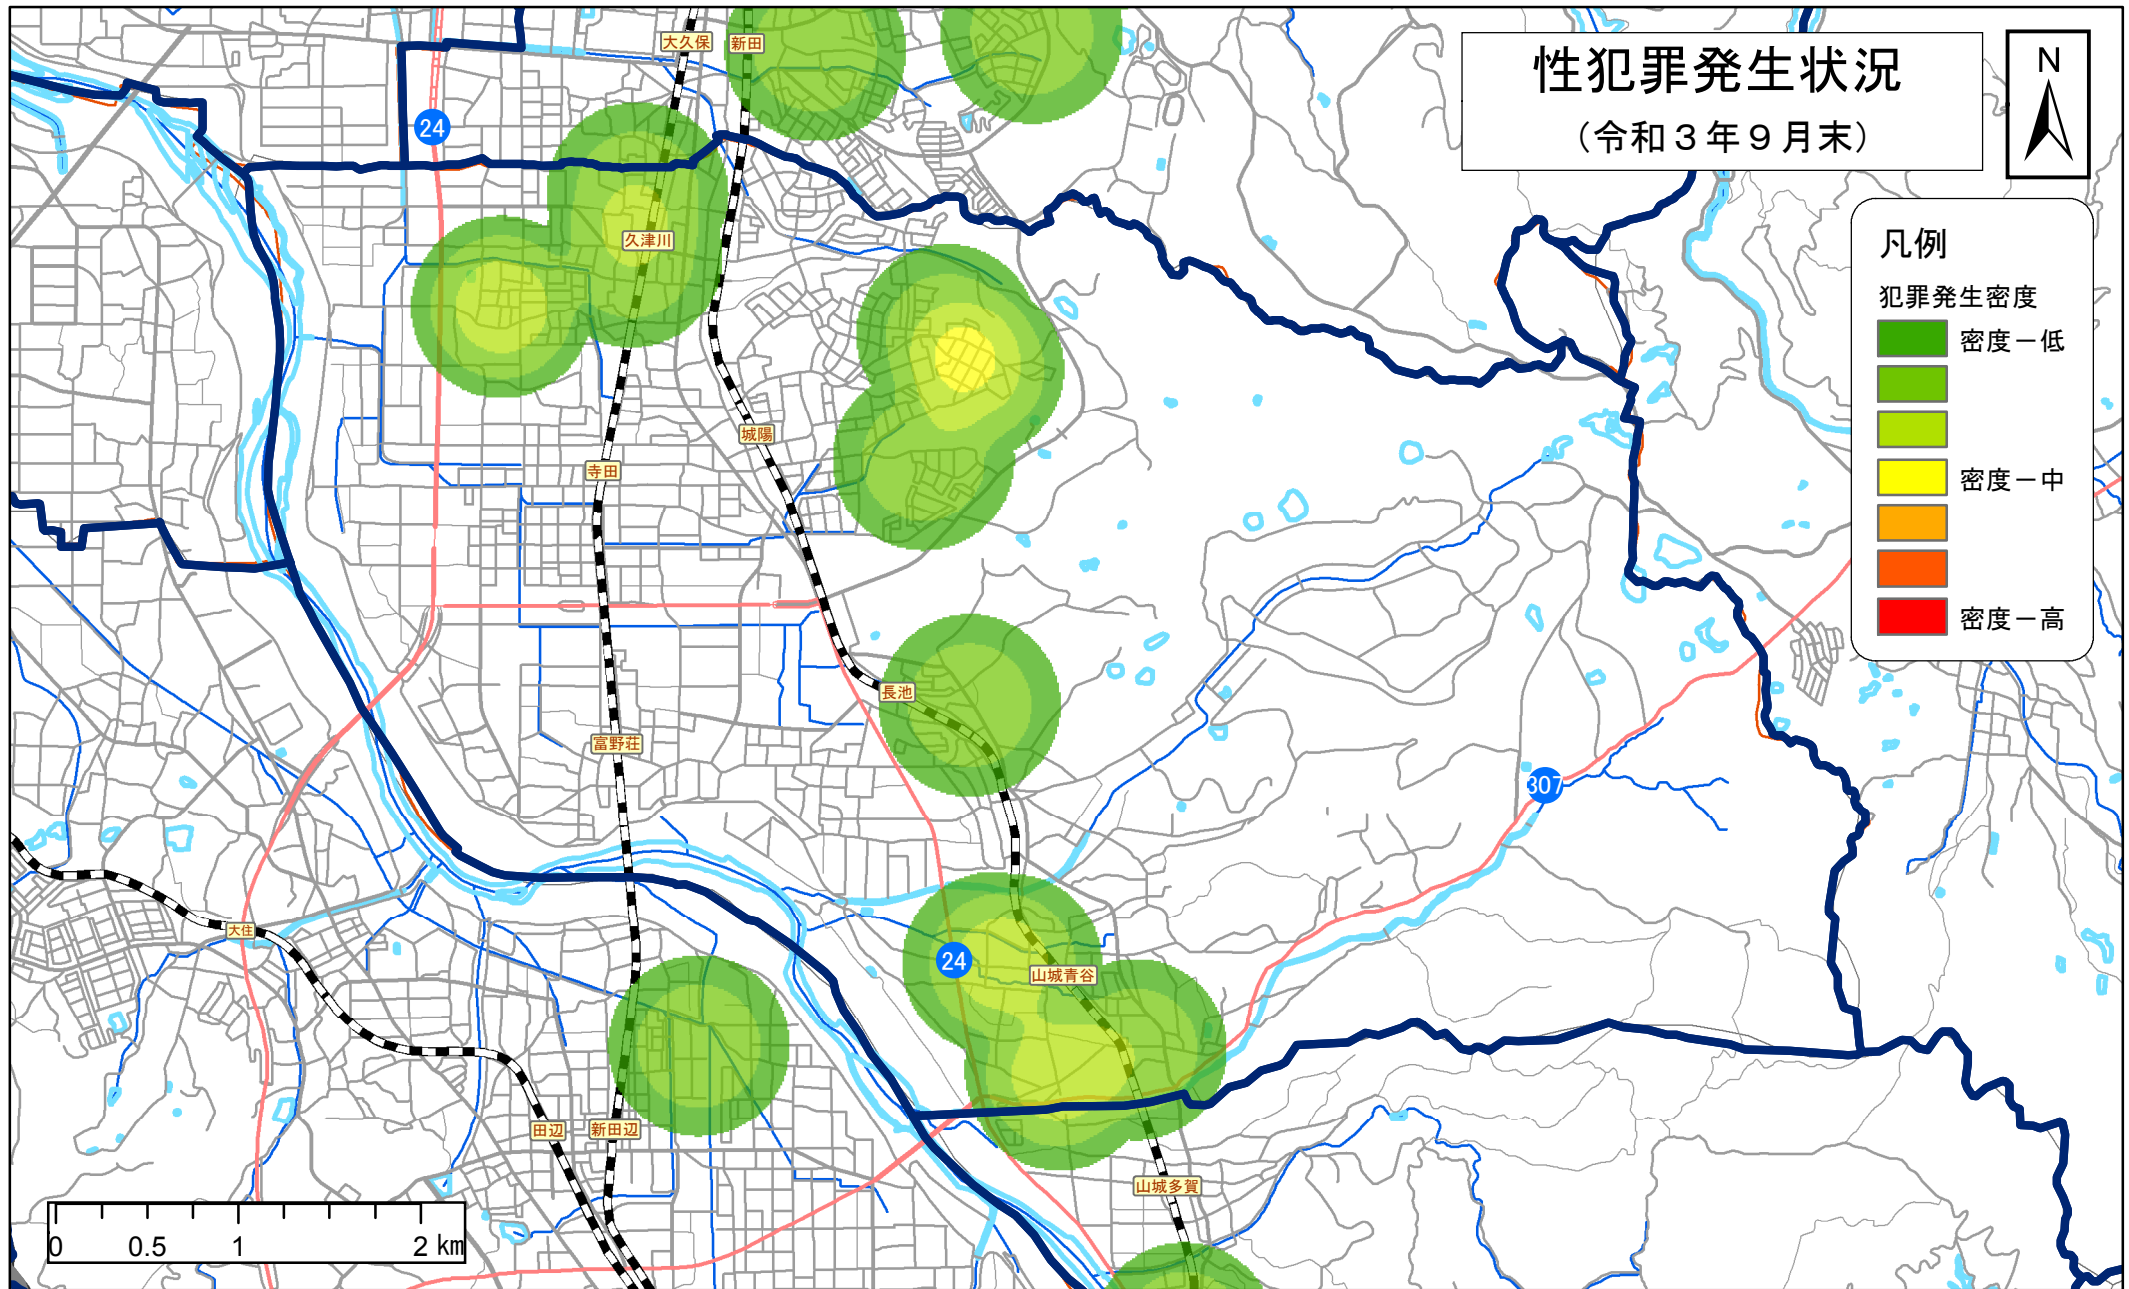 性犯罪発生状況
（令和３年９月末）
N
凡例
犯罪発生密度
密度－低
密度－中
密度－高
大久保
新田
24
久津川
城陽
寺田
長池
富野荘
307
大住
24
山城青谷
田辺
新田辺
山城多賀
0 0.5 1 2 km